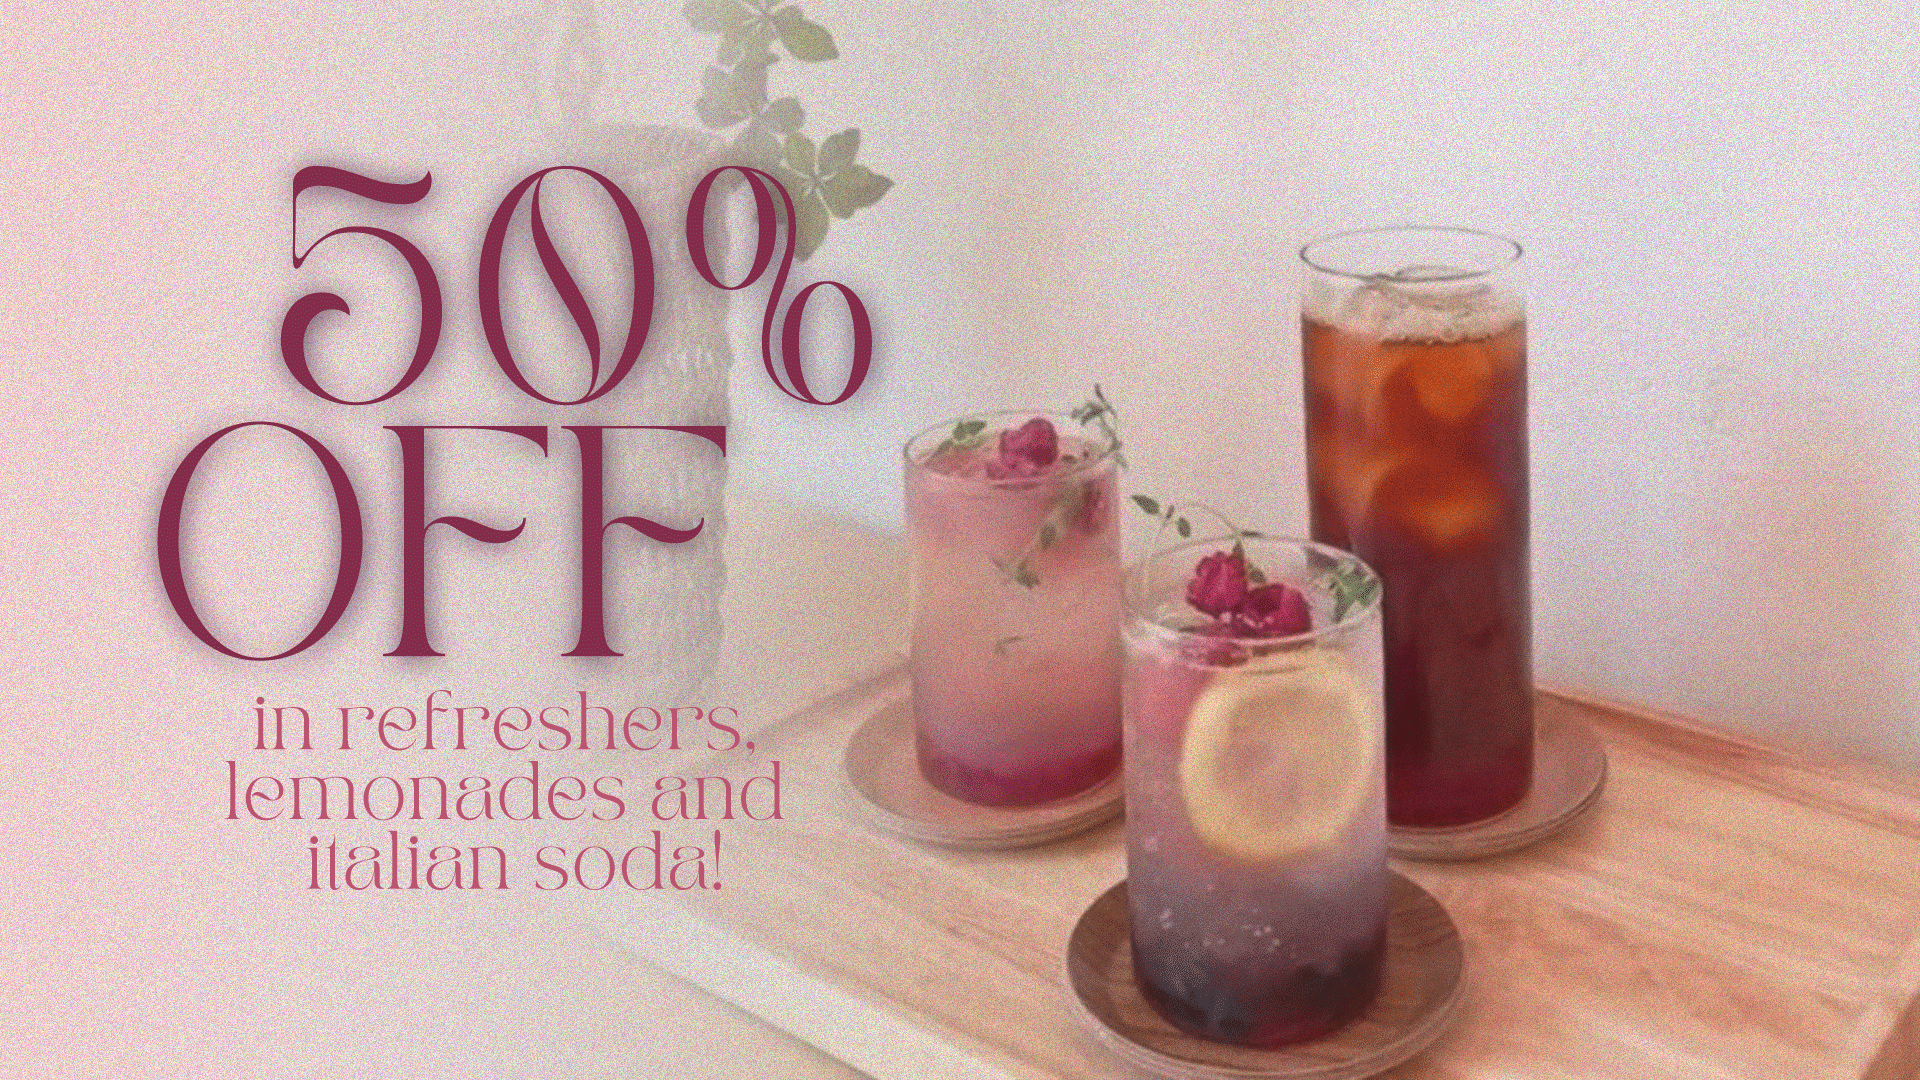 50%
OFF
in refreshers,
lemonades and
italian soda!